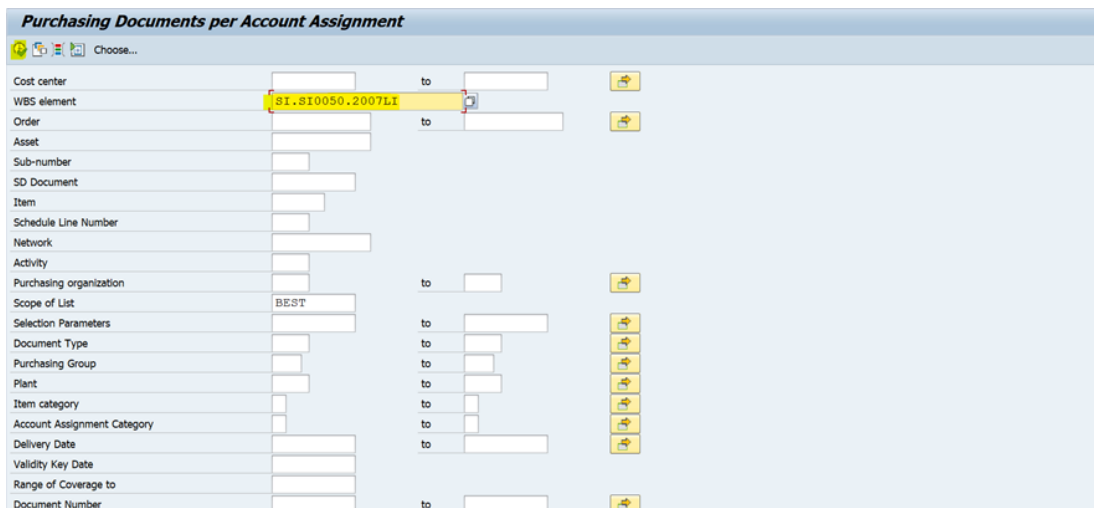 Purchasing Documents per Account Assignment
Choose...
Cost center to
WBS element SI.SI0050.2007LI
Order to
Asset
Sub-number
SD Document
Item
Schedule Line Number
Network
Activity
Purchasing organization to
Scope of List BEST
Selection Parameters to
Document Type to
Purchasing Group to
Plant to
Item category to
Account Assignment Category to
Delivery Date to
Validity Key Date
Range of Coverage to
Document Number to